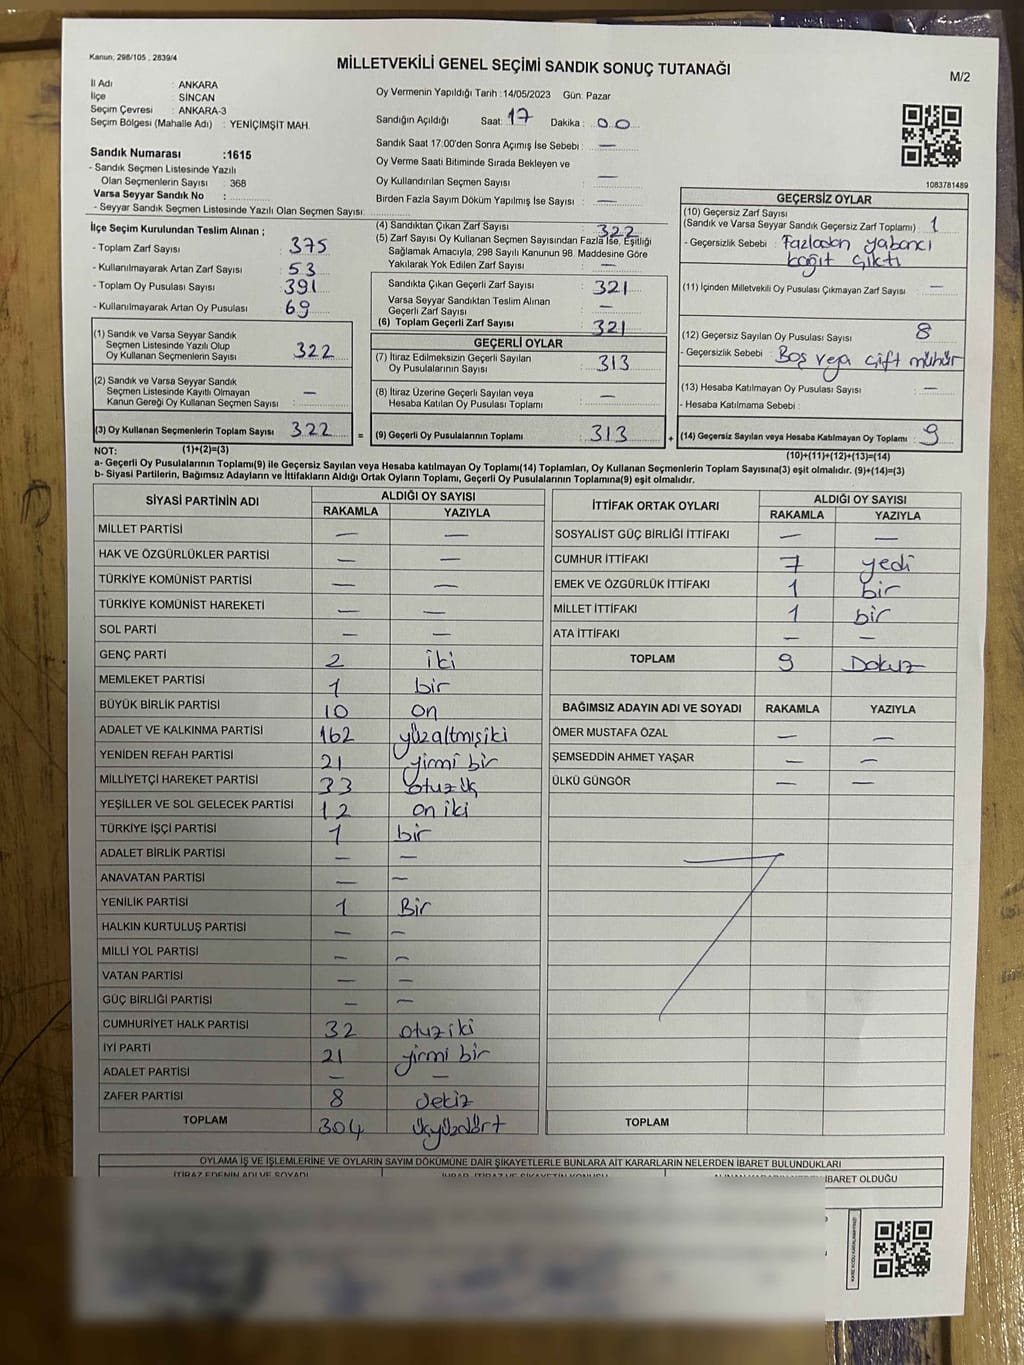 Kanun: 298/105 , 2839/4
MİLLETVEKİLİ GENEL SEÇİMİ SANDIK SONUÇ TUTANAĞI
M/2
İl Adı : ANKARA
İlçe : SİNCAN
Seçim Çevresi : ANKARA-3
Seçim Bölgesi (Mahalle Adı) : YENİÇİMŞİT MAH.
Sandık Numarası :1615
- Sandık Seçmen Listesinde Yazılı
Olan Seçmenlerin Sayısı : 368
Varsa Seyyar Sandık No :
- Seyyar Sandık Seçmen Listesinde Yazılı Olan Seçmen Sayısı:
Oy Vermenin Yapıldığı Tarih :14/05/2023 Gün: Pazar
Sandığın Açıldığı Saat: 17 Dakika : 00
Sandık Saat 17:00'den Sonra Açımış İse Sebebi : —
Oy Verme Saati Bitiminde Sırada Bekleyen ve
Oy Kullandırılan Seçmen Sayısı : —
Birden Fazla Sayım Döküm Yapılmış İse Sayısı : —
1083781489
İlçe Seçim Kurulundan Teslim Alınan ;
- Toplam Zarf Sayısı : 375
- Kullanılmayarak Artan Zarf Sayısı : 53
- Toplam Oy Pusulası Sayısı : 391
- Kullanılmayarak Artan Oy Pusulası : 69
(1) Sandık ve Varsa Seyyar Sandık
Seçmen Listesinde Yazılı Olup
Oy Kullanan Seçmenlerin Sayısı : 322
(2) Sandık ve Varsa Seyyar Sandık
Seçmen Listesinde Kayıtlı Olmayan
Kanun Gereği Oy Kullanan Seçmen Sayısı : —
(3) Oy Kullanan Seçmenlerin Toplam Sayısı : 322
(4) Sandıktan Çıkan Zarf Sayısı : 322
(5) Zarf Sayısı Oy Kullanan Seçmen Sayısından Fazla İse, Eşitliği
Sağlamak Amacıyla; 298 Sayılı Kanunun 98. Maddesine Göre
Yakılarak Yok Edilen Zarf Sayısı : —
Sandıkta Çıkan Geçerli Zarf Sayısı : 321
Varsa Seyyar Sandıktan Teslim Alınan
Geçerli Zarf Sayısı : —
(6) Toplam Geçerli Zarf Sayısı : 321
GEÇERLİ OYLAR
(7) İtiraz Edilmeksizin Geçerli Sayılan
Oy Pusulalarının Sayısı : 313
(8) İtiraz Üzerine Geçerli Sayılan veya
Hesaba Katılan Oy Pusulası Toplamı : —
= (9) Geçerli Oy Pusulalarının Toplamı : 313
GEÇERSİZ OYLAR
(10) Geçersiz Zarf Sayısı
(Sandık ve Varsa Seyyar Sandık Geçersiz Zarf Toplamı) : 1
- Geçersizlik Sebebi : Fazladan yabancı
kağıt çıktı
(11) İçinden Milletvekili Oy Pusulası Çıkmayan Zarf Sayısı : —
(12) Geçersiz Sayılan Oy Pusulası Sayısı : 8
- Geçersizlik Sebebi : Boş veya çift mühür
(13) Hesaba Katılmayan Oy Pusulası Sayısı : —
- Hesaba Katılmama Sebebi :
+ (14) Geçersiz Sayılan veya Hesaba Katılmayan Oy Toplamı : 9
NOT: (1)+(2)=(3) (10)+(11)+(12)+(13)=(14)
a- Geçerli Oy Pusulalarının Toplamı(9) ile Geçersiz Sayılan veya Hesaba katılmayan Oy Toplamı(14) Toplamları, Oy Kullanan Seçmenlerin Toplam Sayısına(3) eşit olmalıdır. (9)+(14)=(3)
b- Siyasi Partilerin, Bağımsız Adayların ve İttifakların Aldığı Ortak Oyların Toplamı, Geçerli Oy Pusulalarının Toplamına(9) eşit olmalıdır.
SİYASİ PARTİNİN ADI ALDIĞI OY SAYISI
RAKAMLA YAZIYLA
MİLLET PARTİSİ — —
HAK VE ÖZGÜRLÜKLER PARTİSİ — —
TÜRKİYE KOMÜNİST PARTİSİ — —
TÜRKİYE KOMÜNİST HAREKETİ — —
SOL PARTİ — —
GENÇ PARTİ 2 iki
MEMLEKET PARTİSİ 1 bir
BÜYÜK BİRLİK PARTİSİ 10 on
ADALET VE KALKINMA PARTİSİ 162 yüzaltmışiki
YENİDEN REFAH PARTİSİ 21 yirmi bir
MİLLİYETÇİ HAREKET PARTİSİ 33 otuzüç
YEŞİLLER VE SOL GELECEK PARTİSİ 12 on iki
TÜRKİYE İŞÇİ PARTİSİ 1 bir
ADALET BİRLİK PARTİSİ — —
ANAVATAN PARTİSİ — —
YENİLİK PARTİSİ 1 Bir
HALKIN KURTULUŞ PARTİSİ — —
MİLLİ YOL PARTİSİ — —
VATAN PARTİSİ — —
GÜÇ BİRLİĞİ PARTİSİ — —
CUMHURİYET HALK PARTİSİ 32 otuziki
İYİ PARTİ 21 yirmi bir
ADALET PARTİSİ — —
ZAFER PARTİSİ 8 sekiz
TOPLAM 304 üçyüzdört
İTTİFAK ORTAK OYLARI ALDIĞI OY SAYISI
RAKAMLA YAZIYLA
SOSYALİST GÜÇ BİRLİĞİ İTTİFAKI — —
CUMHUR İTTİFAKI 7 yedi
EMEK VE ÖZGÜRLÜK İTTİFAKI 1 bir
MİLLET İTTİFAKI 1 bir
ATA İTTİFAKI — —
TOPLAM 9 Dokuz
BAĞIMSIZ ADAYIN ADI VE SOYADI RAKAMLA YAZIYLA
ÖMER MUSTAFA ÖZAL — —
ŞEMSEDDİN AHMET YAŞAR — —
ÜLKÜ GÜNGÖR — —
TOPLAM
OYLAMA İŞ VE İŞLEMLERİNE VE OYLARIN SAYIM DÖKÜMÜNE DAİR ŞİKAYETLERLE BUNLARA AİT KARARLARIN NELERDEN İBARET BULUNDUKLARI
İTİRAZ EDENİN ADI VE SOYADI
İBARET OLDUĞU